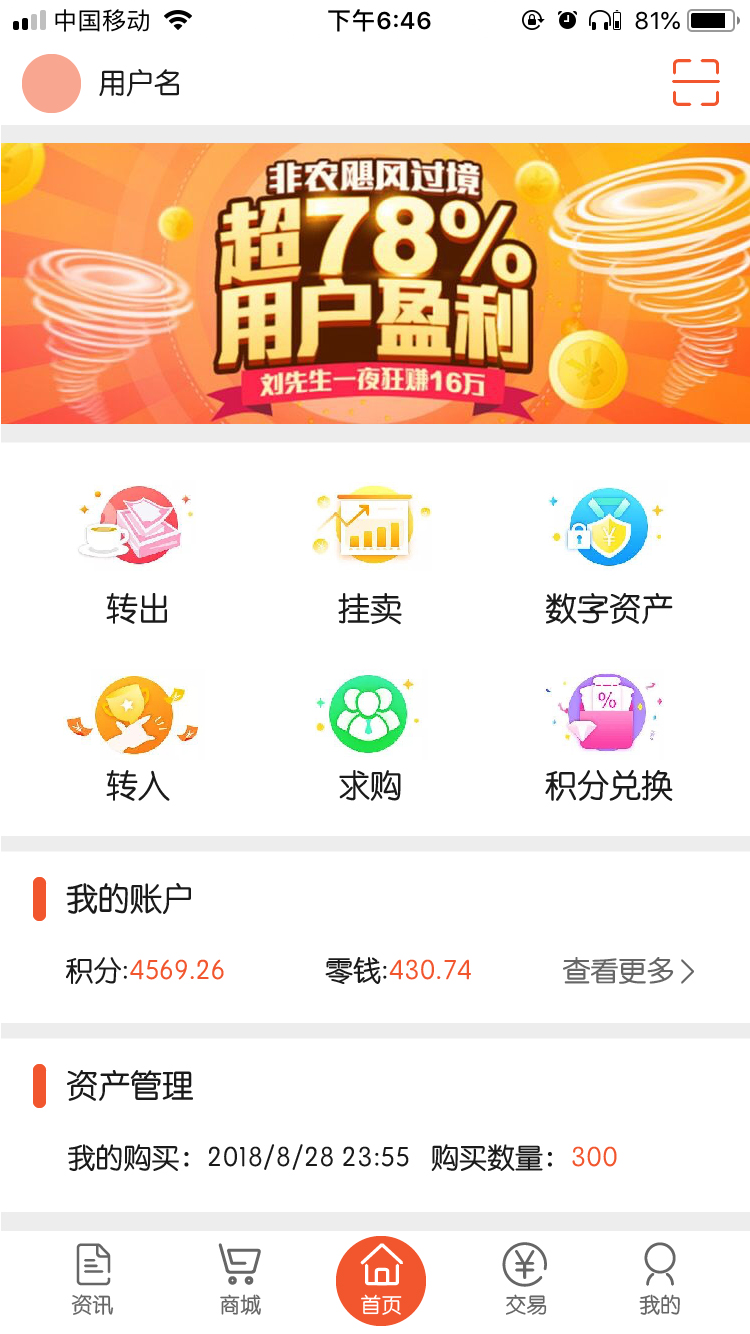 中国移动 下午6:46 81%
用户名
非农飓风过境
超78%
用户盈利
刘先生一夜狂赚16万
转出 挂卖 数字资产
转入 求购 积分兑换
我的账户
积分:4569.26 零钱:430.74 查看更多
资产管理
我的购买：2018/8/28 23:55 购买数量：300
资讯 商城 首页 交易 我的